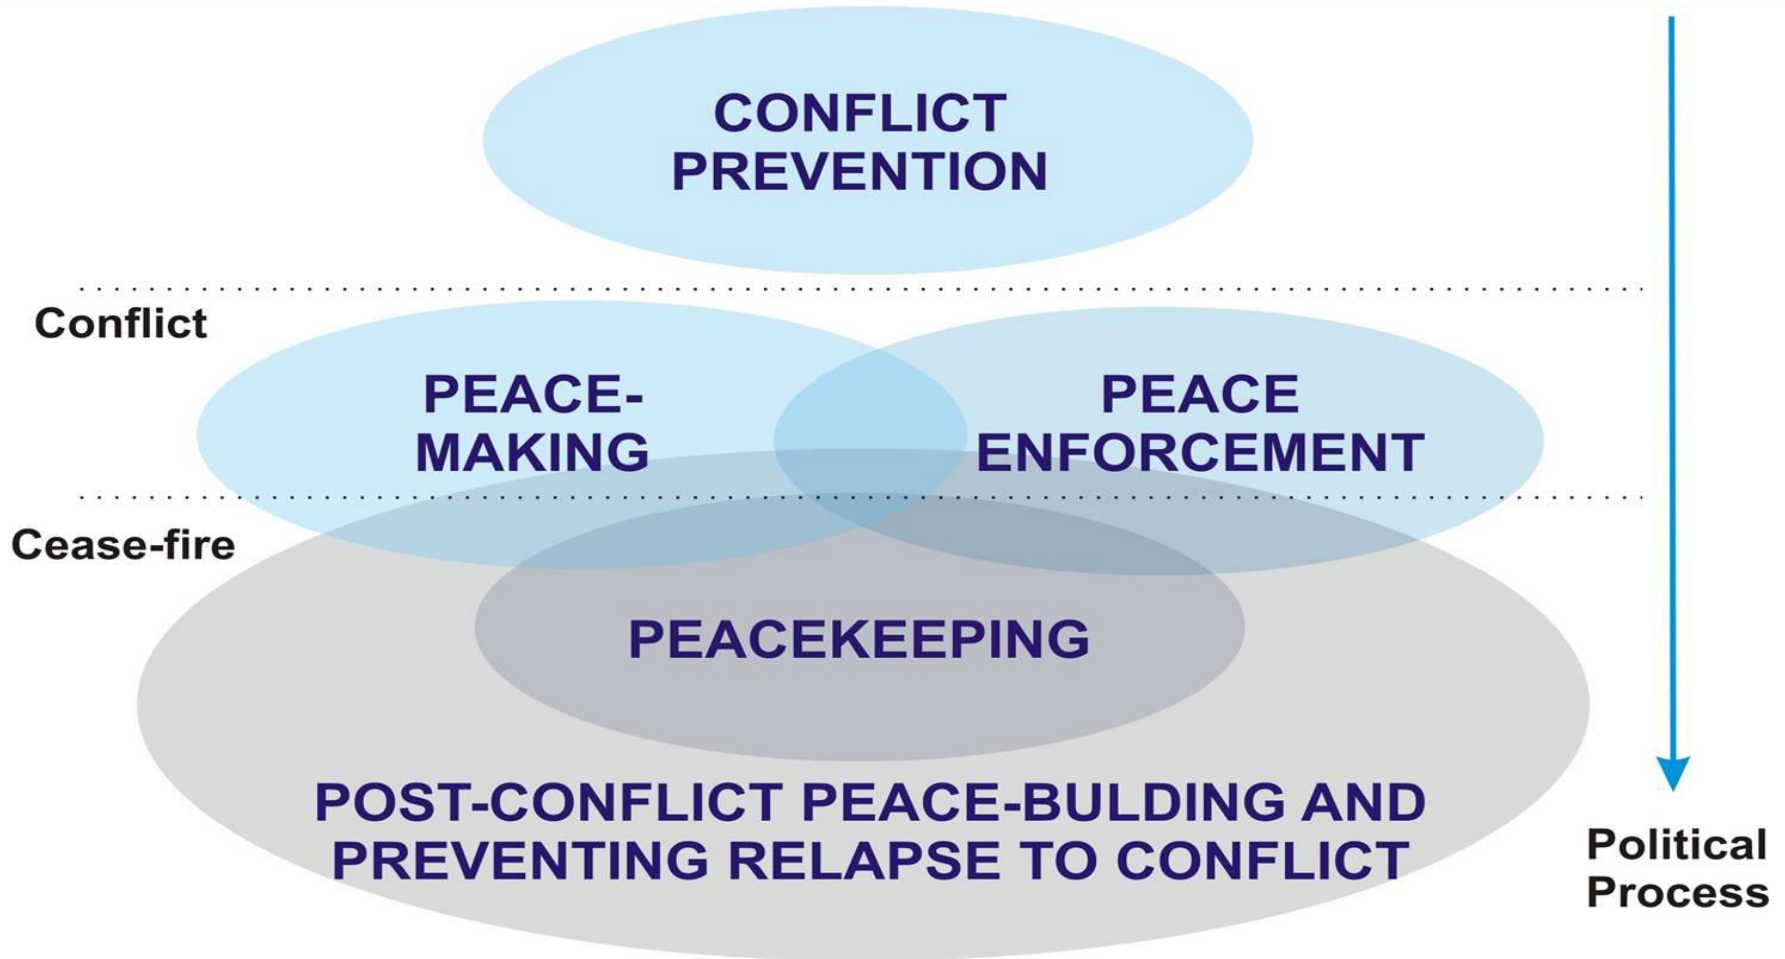 CONFLICT
PREVENTION
Conflict
PEACE-
MAKING
PEACE
ENFORCEMENT
Cease-fire
PEACEKEEPING
POST-CONFLICT PEACE-BULDING AND
PREVENTING RELAPSE TO CONFLICT
Political
Process